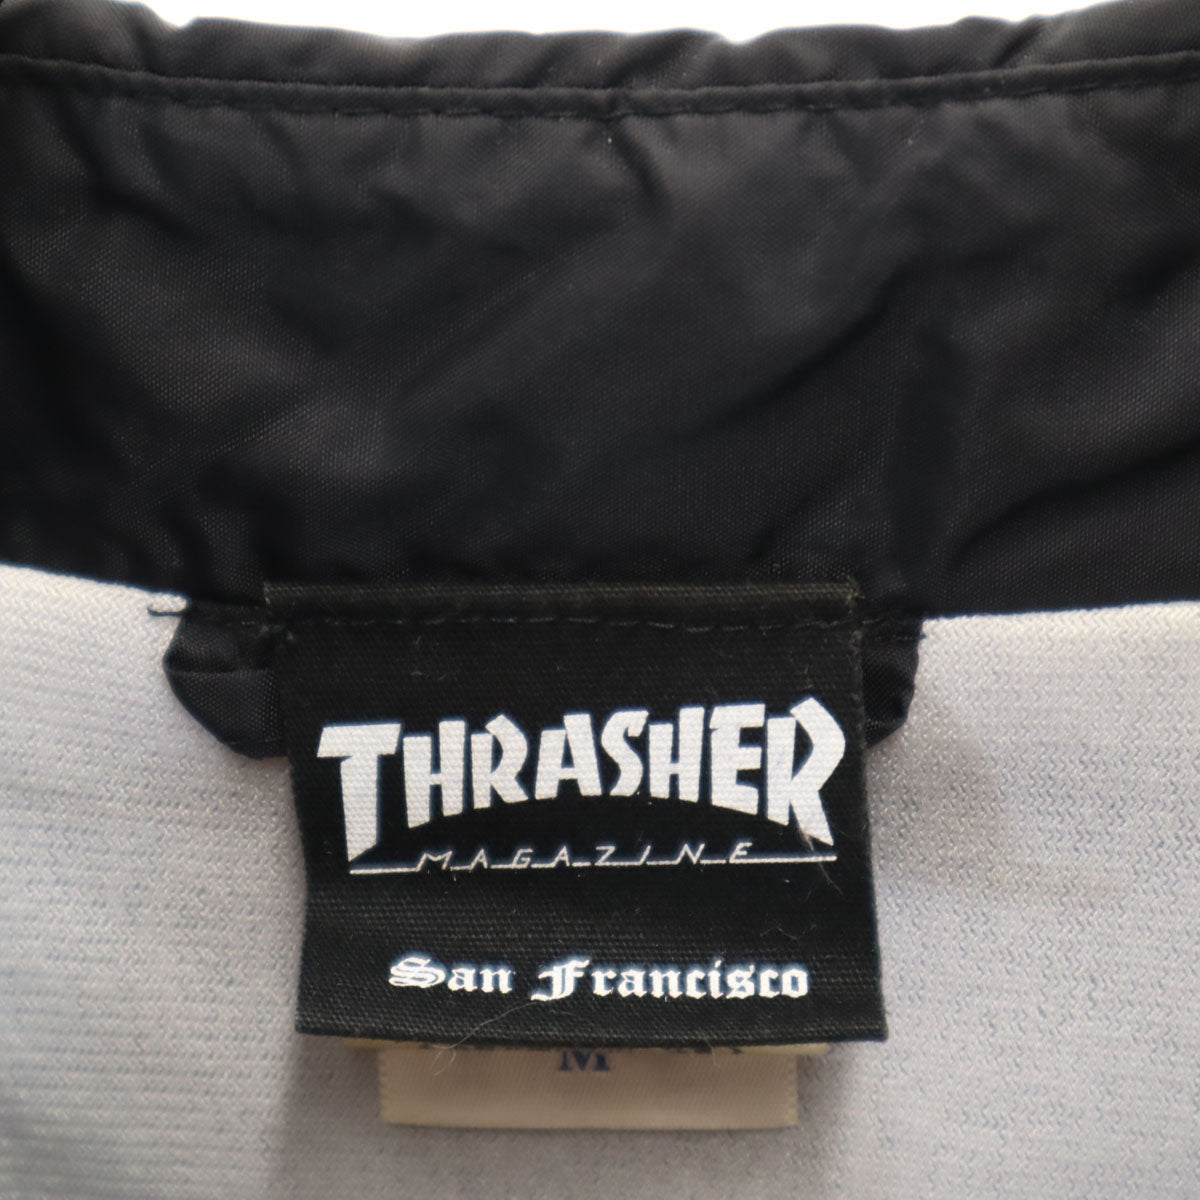 THRASHER
MAGAZINE
San Francisco
M